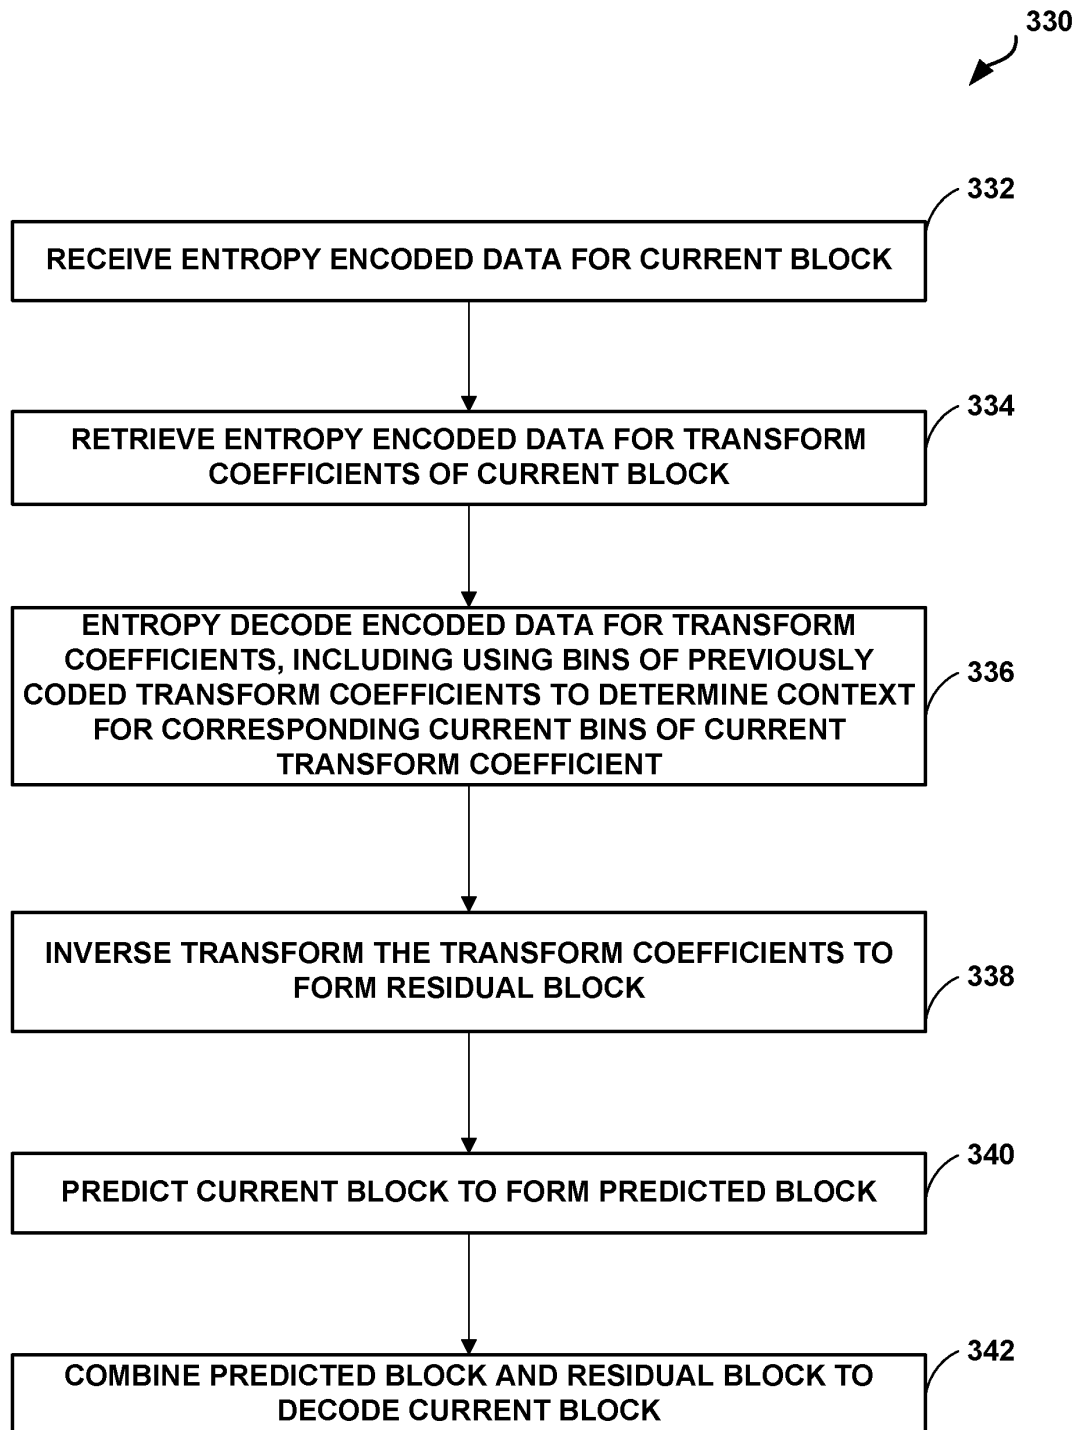 330
332
RECEIVE ENTROPY ENCODED DATA FOR CURRENT BLOCK
334
RETRIEVE ENTROPY ENCODED DATA FOR TRANSFORM
COEFFICIENTS OF CURRENT BLOCK
ENTROPY DECODE ENCODED DATA FOR TRANSFORM
COEFFICIENTS, INCLUDING USING BINS OF PREVIOUSLY
CODED TRANSFORM COEFFICIENTS TO DETERMINE CONTEXT
FOR CORRESPONDING CURRENT BINS OF CURRENT
TRANSFORM COEFFICIENT
336
INVERSE TRANSFORM THE TRANSFORM COEFFICIENTS TO
FORM RESIDUAL BLOCK
338
340
PREDICT CURRENT BLOCK TO FORM PREDICTED BLOCK
342
COMBINE PREDICTED BLOCK AND RESIDUAL BLOCK TO
DECODE CURRENT BLOCK